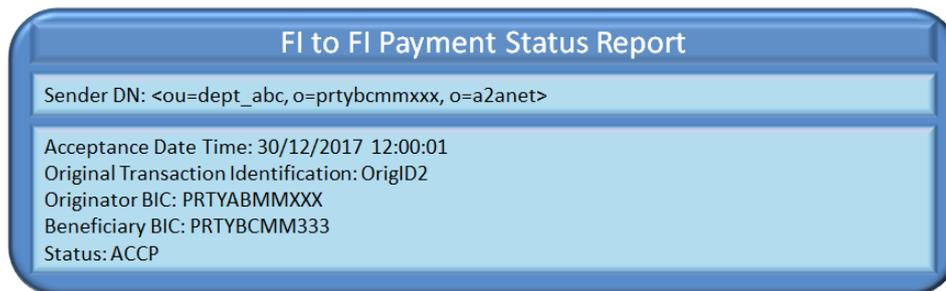 FI to FI Payment Status Report
Sender DN: <ou=dept_abc, o=prtybcmmxxx, o=a2anet>
Acceptance Date Time: 30/12/2017 12:00:01
Original Transaction Identification: OrigID2
Originator BIC: PRTYABMMXXX
Beneficiary BIC: PRTYBCMM333
Status: ACCP